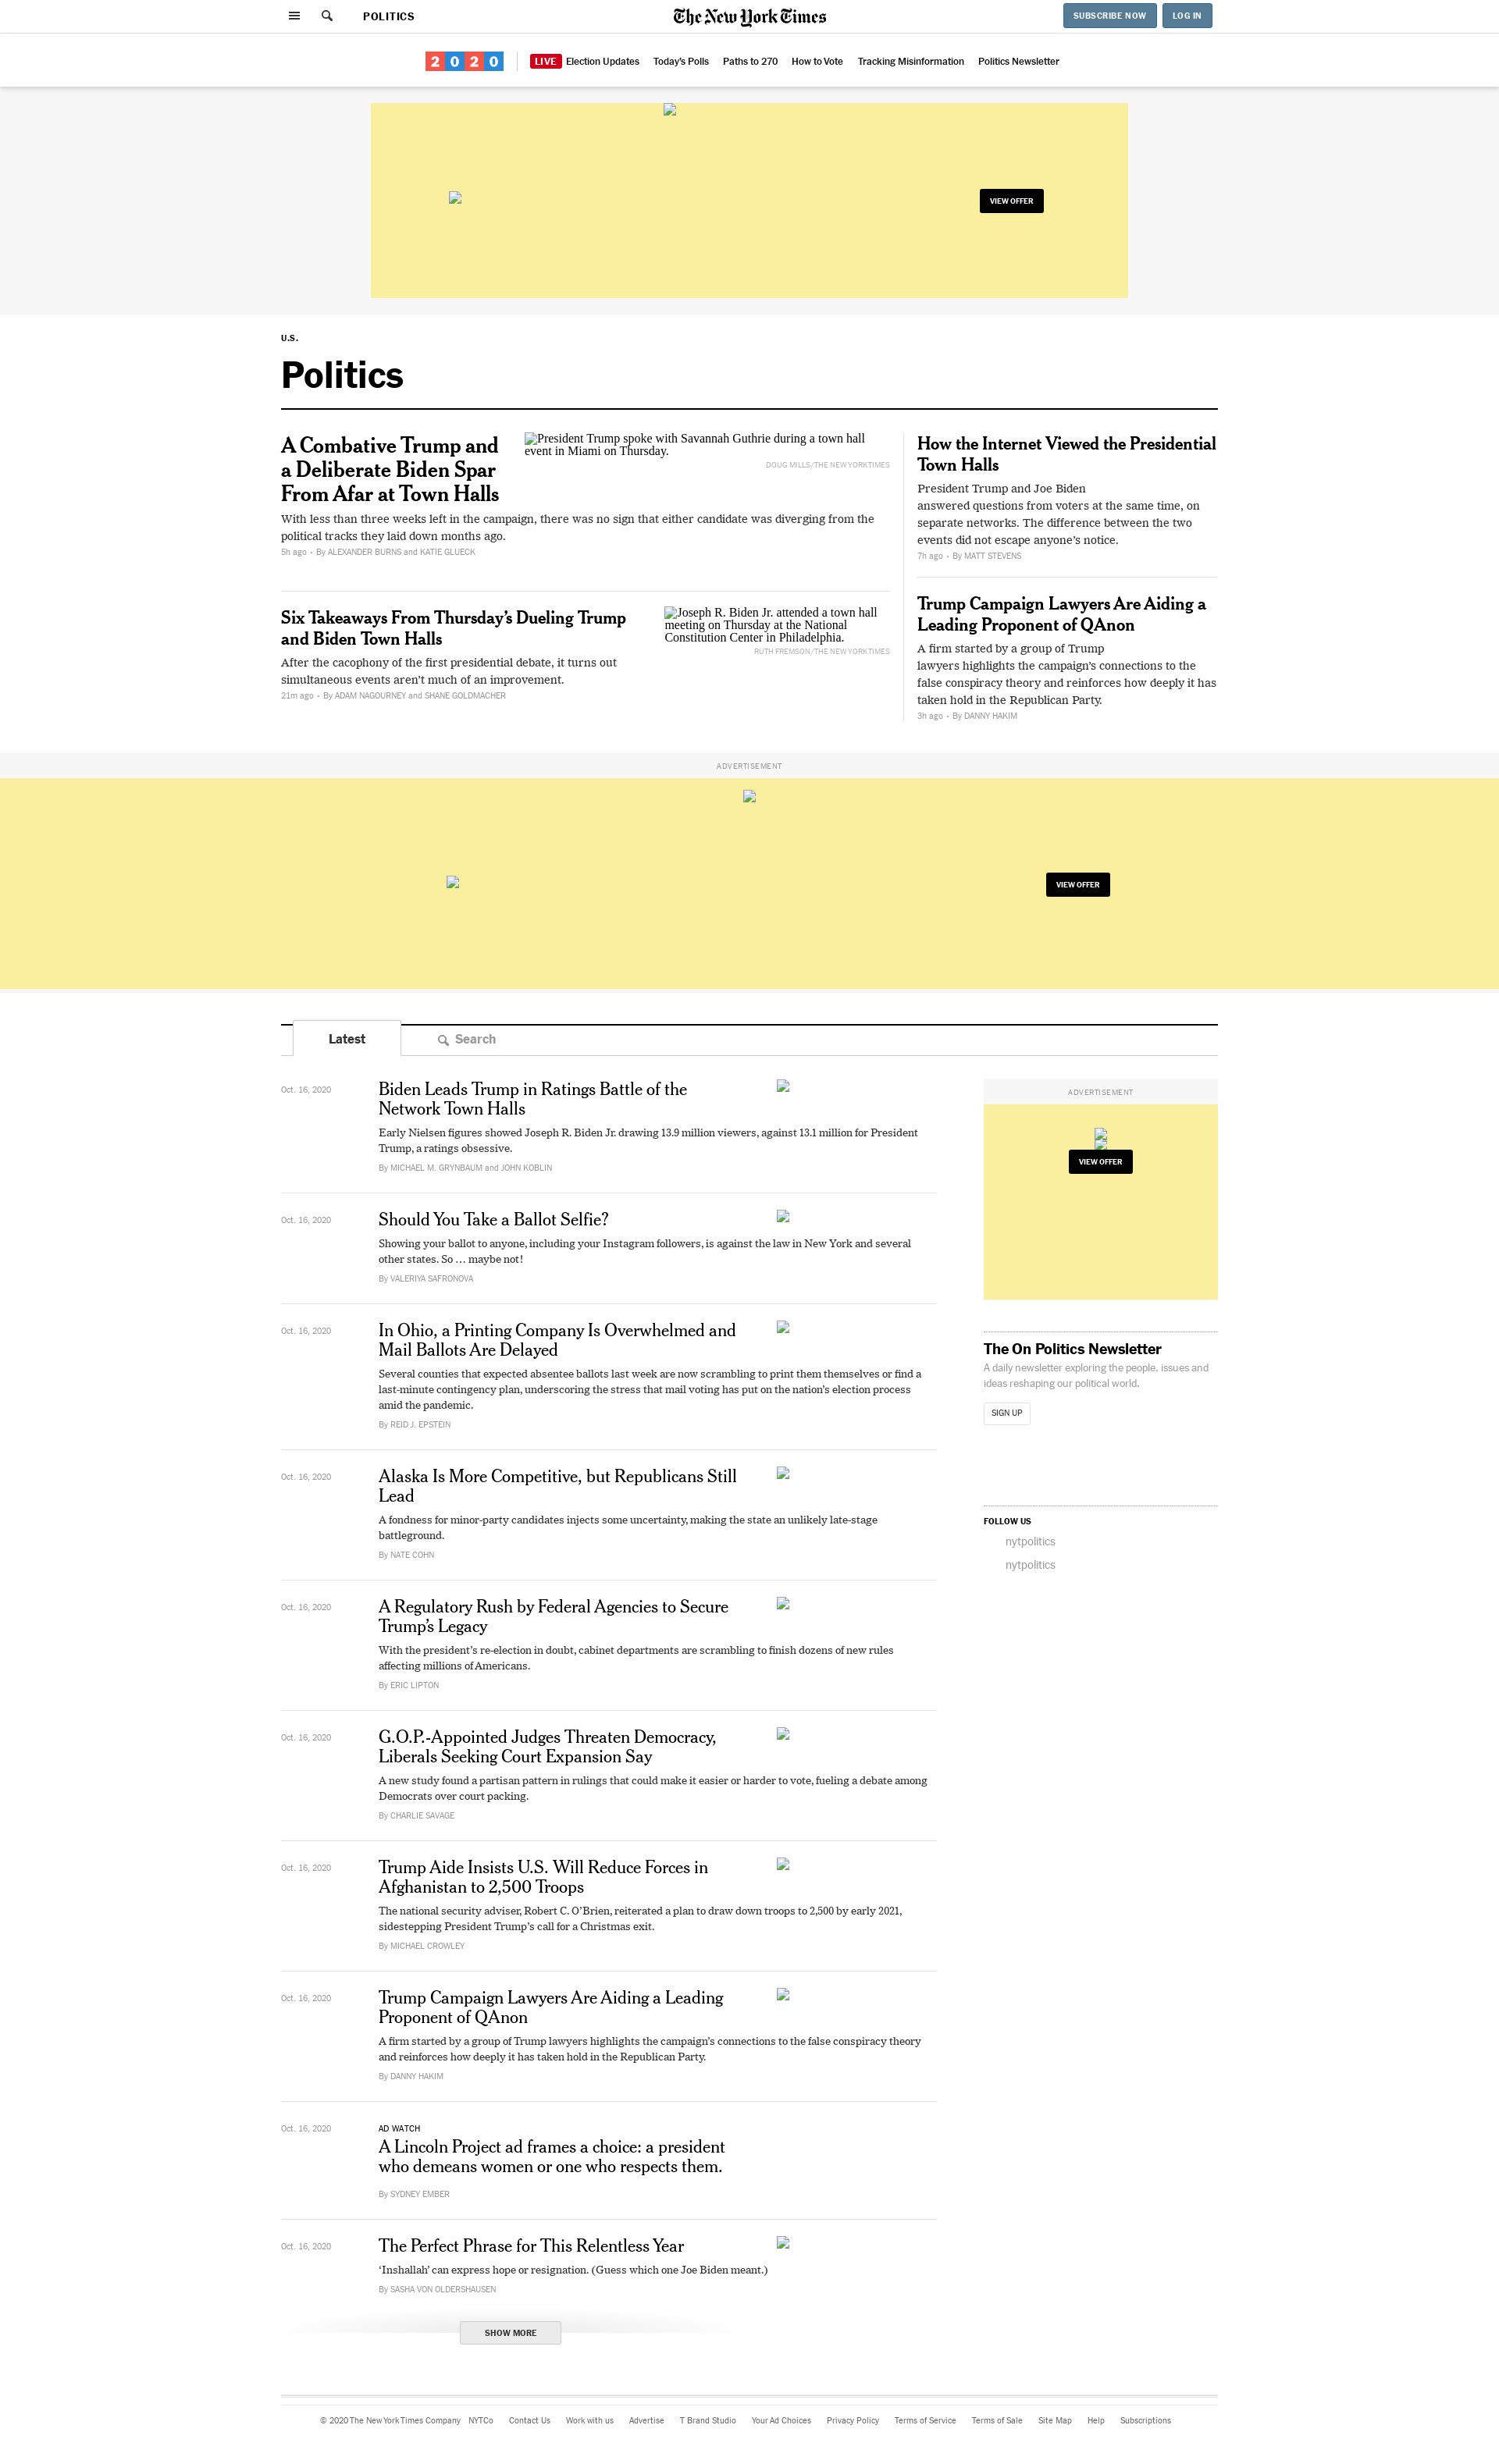 POLITICS
The New York Times
SUBSCRIBE NOW
LOG IN
2020
LIVE Election Updates
Today's Polls
Paths to 270
How to Vote
Tracking Misinformation
Politics Newsletter
VIEW OFFER
U.S.
Politics
A Combative Trump and
a Deliberate Biden Spar
From Afar at Town Halls
President Trump spoke with Savannah Guthrie during a town hall
event in Miami on Thursday.
DOUG MILLS/THE NEW YORK TIMES
With less than three weeks left in the campaign, there was no sign that either candidate was diverging from the
political tracks they laid down months ago.
5h ago • By ALEXANDER BURNS and KATIE GLUECK
Six Takeaways From Thursday’s Dueling Trump
and Biden Town Halls
Joseph R. Biden Jr. attended a town hall
meeting on Thursday at the National
Constitution Center in Philadelphia.
RUTH FREMSON/THE NEW YORK TIMES
After the cacophony of the first presidential debate, it turns out
simultaneous events aren’t much of an improvement.
21m ago • By ADAM NAGOURNEY and SHANE GOLDMACHER
How the Internet Viewed the Presidential
Town Halls
President Trump and Joe Biden
answered questions from voters at the same time, on
separate networks. The difference between the two
events did not escape anyone’s notice.
7h ago • By MATT STEVENS
Trump Campaign Lawyers Are Aiding a
Leading Proponent of QAnon
A firm started by a group of Trump
lawyers highlights the campaign’s connections to the
false conspiracy theory and reinforces how deeply it has
taken hold in the Republican Party.
3h ago • By DANNY HAKIM
ADVERTISEMENT
VIEW OFFER
Latest
Search
Oct. 16, 2020
Biden Leads Trump in Ratings Battle of the
Network Town Halls
Early Nielsen figures showed Joseph R. Biden Jr. drawing 13.9 million viewers, against 13.1 million for President
Trump, a ratings obsessive.
By MICHAEL M. GRYNBAUM and JOHN KOBLIN
Oct. 16, 2020
Should You Take a Ballot Selfie?
Showing your ballot to anyone, including your Instagram followers, is against the law in New York and several
other states. So … maybe not!
By VALERIYA SAFRONOVA
Oct. 16, 2020
In Ohio, a Printing Company Is Overwhelmed and
Mail Ballots Are Delayed
Several counties that expected absentee ballots last week are now scrambling to print them themselves or find a
last-minute contingency plan, underscoring the stress that mail voting has put on the nation’s election process
amid the pandemic.
By REID J. EPSTEIN
Oct. 16, 2020
Alaska Is More Competitive, but Republicans Still
Lead
A fondness for minor-party candidates injects some uncertainty, making the state an unlikely late-stage
battleground.
By NATE COHN
Oct. 16, 2020
A Regulatory Rush by Federal Agencies to Secure
Trump’s Legacy
With the president’s re-election in doubt, cabinet departments are scrambling to finish dozens of new rules
affecting millions of Americans.
By ERIC LIPTON
Oct. 16, 2020
G.O.P.-Appointed Judges Threaten Democracy,
Liberals Seeking Court Expansion Say
A new study found a partisan pattern in rulings that could make it easier or harder to vote, fueling a debate among
Democrats over court packing.
By CHARLIE SAVAGE
Oct. 16, 2020
Trump Aide Insists U.S. Will Reduce Forces in
Afghanistan to 2,500 Troops
The national security adviser, Robert C. O’Brien, reiterated a plan to draw down troops to 2,500 by early 2021,
sidestepping President Trump’s call for a Christmas exit.
By MICHAEL CROWLEY
Oct. 16, 2020
Trump Campaign Lawyers Are Aiding a Leading
Proponent of QAnon
A firm started by a group of Trump lawyers highlights the campaign’s connections to the false conspiracy theory
and reinforces how deeply it has taken hold in the Republican Party.
By DANNY HAKIM
Oct. 16, 2020
AD WATCH
A Lincoln Project ad frames a choice: a president
who demeans women or one who respects them.
By SYDNEY EMBER
Oct. 16, 2020
The Perfect Phrase for This Relentless Year
‘Inshallah’ can express hope or resignation. (Guess which one Joe Biden meant.)
By SASHA VON OLDERSHAUSEN
SHOW MORE
ADVERTISEMENT
VIEW OFFER
The On Politics Newsletter
A daily newsletter exploring the people, issues and
ideas reshaping our political world.
SIGN UP
FOLLOW US
nytpolitics
nytpolitics
© 2020 The New York Times Company
NYTCo
Contact Us
Work with us
Advertise
T Brand Studio
Your Ad Choices
Privacy Policy
Terms of Service
Terms of Sale
Site Map
Help
Subscriptions